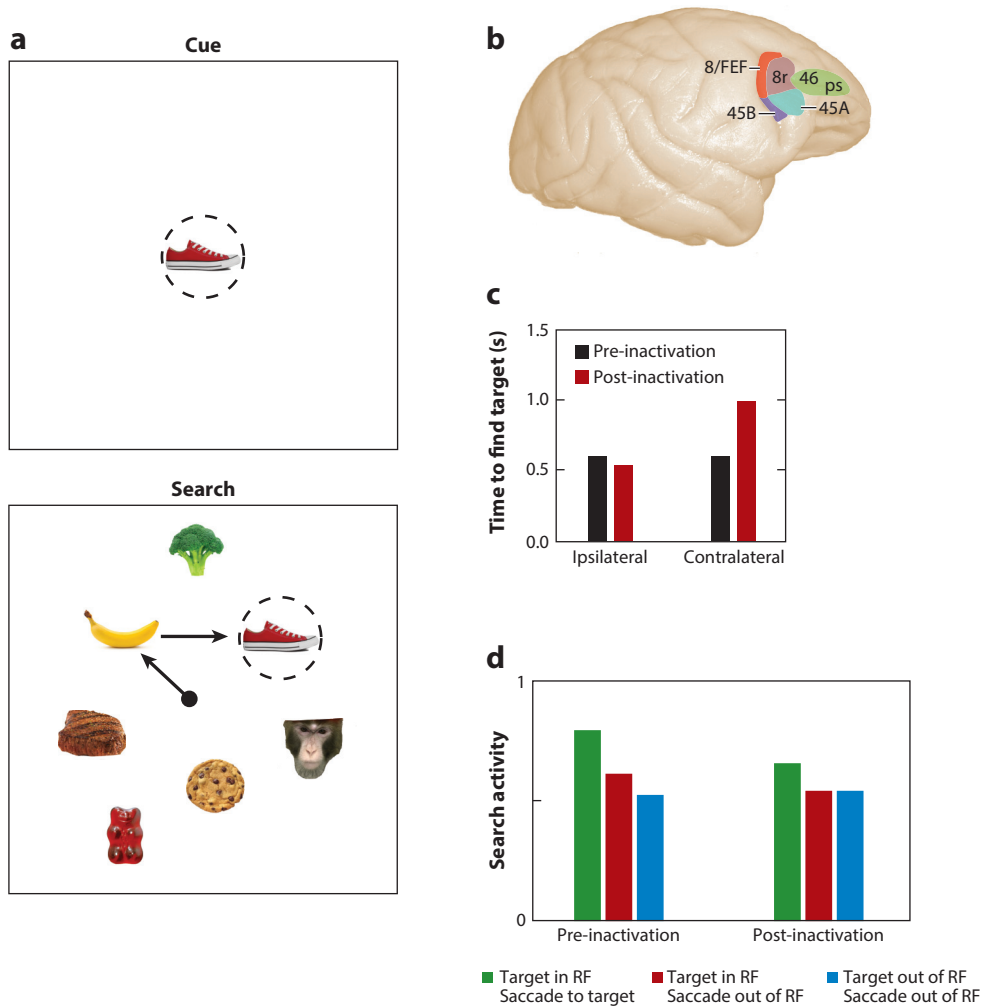 a
Cue
Search
b
8/FEF
8r
46
ps
45B
45A
c
Time to find target (s)
1.5
1.0
0.5
0.0
Pre-inactivation
Post-inactivation
Ipsilateral
Contralateral
d
Search activity
1
0
Pre-inactivation
Post-inactivation
Target in RF
Saccade to target
Target in RF
Saccade out of RF
Target out of RF
Saccade out of RF